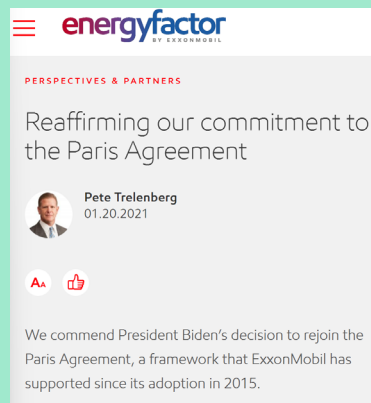 energyfactor
BY EXXONMOBIL
PERSPECTIVES & PARTNERS
Reaffirming our commitment to
the Paris Agreement
Pete Trelenberg
01.20.2021
AA
We commend President Biden’s decision to rejoin the
Paris Agreement, a framework that ExxonMobil has
supported since its adoption in 2015.